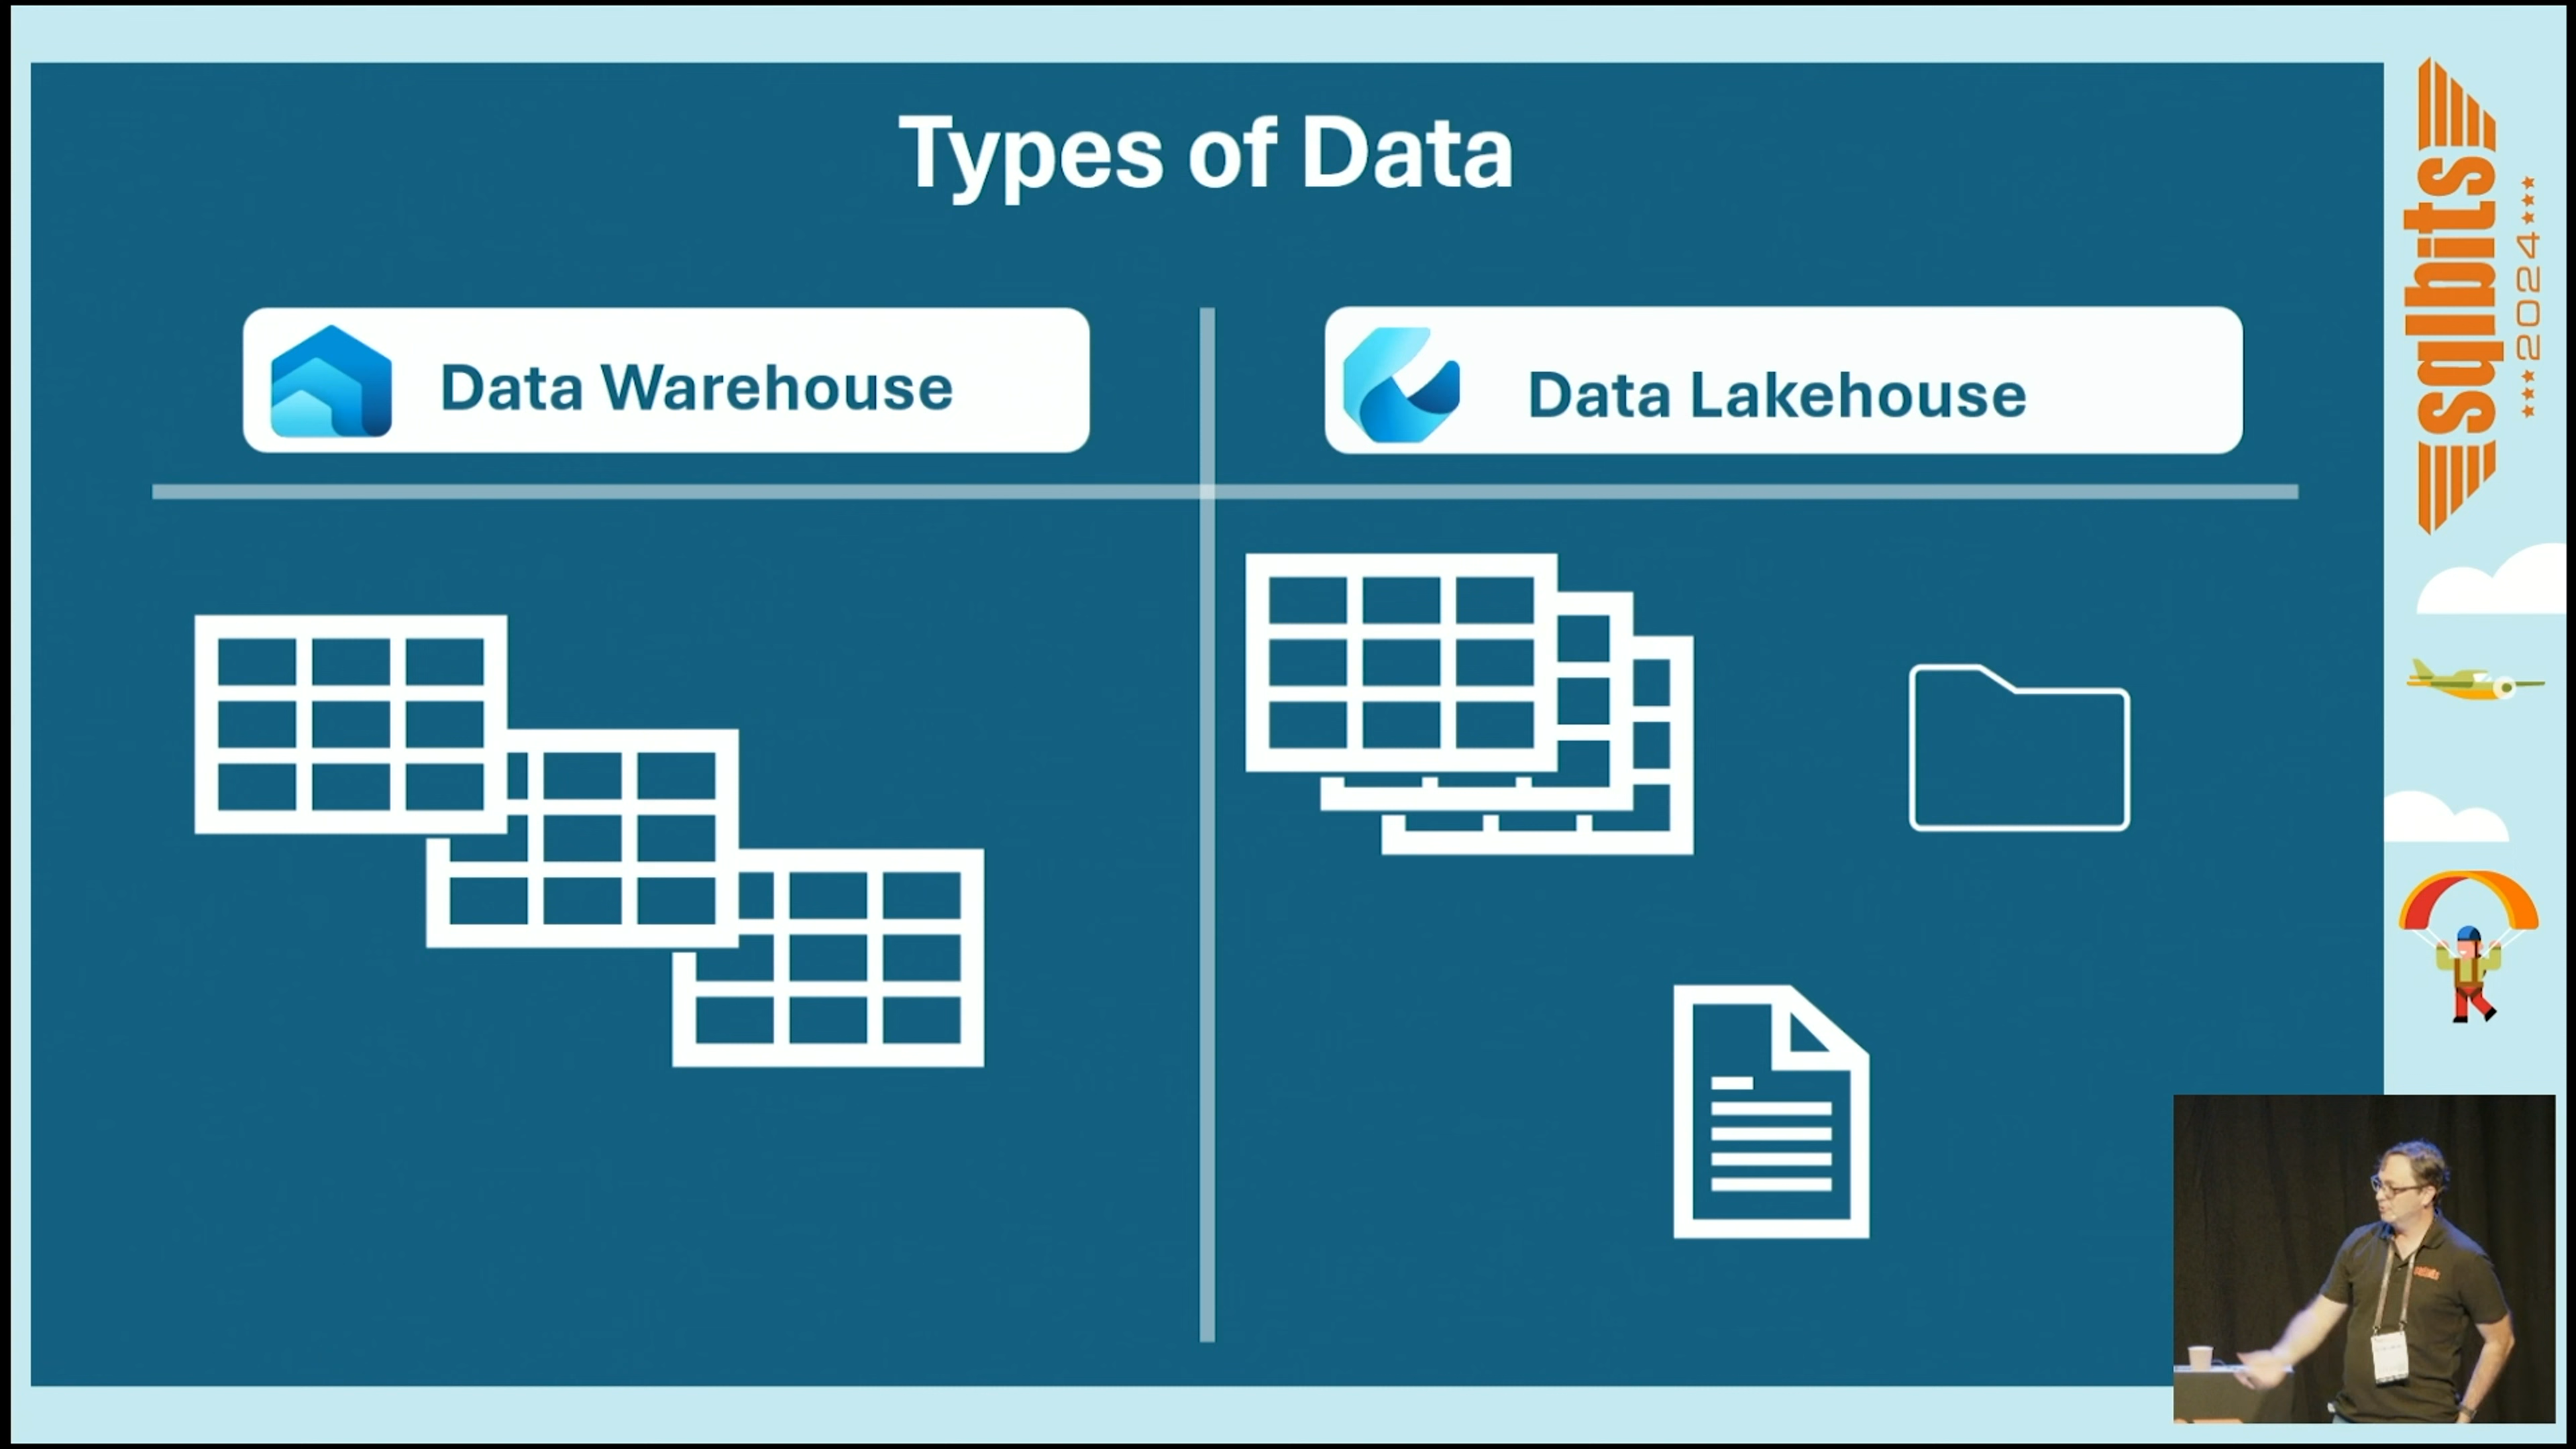 Types of Data
Data Warehouse
Data Lakehouse
sqlbits
2024